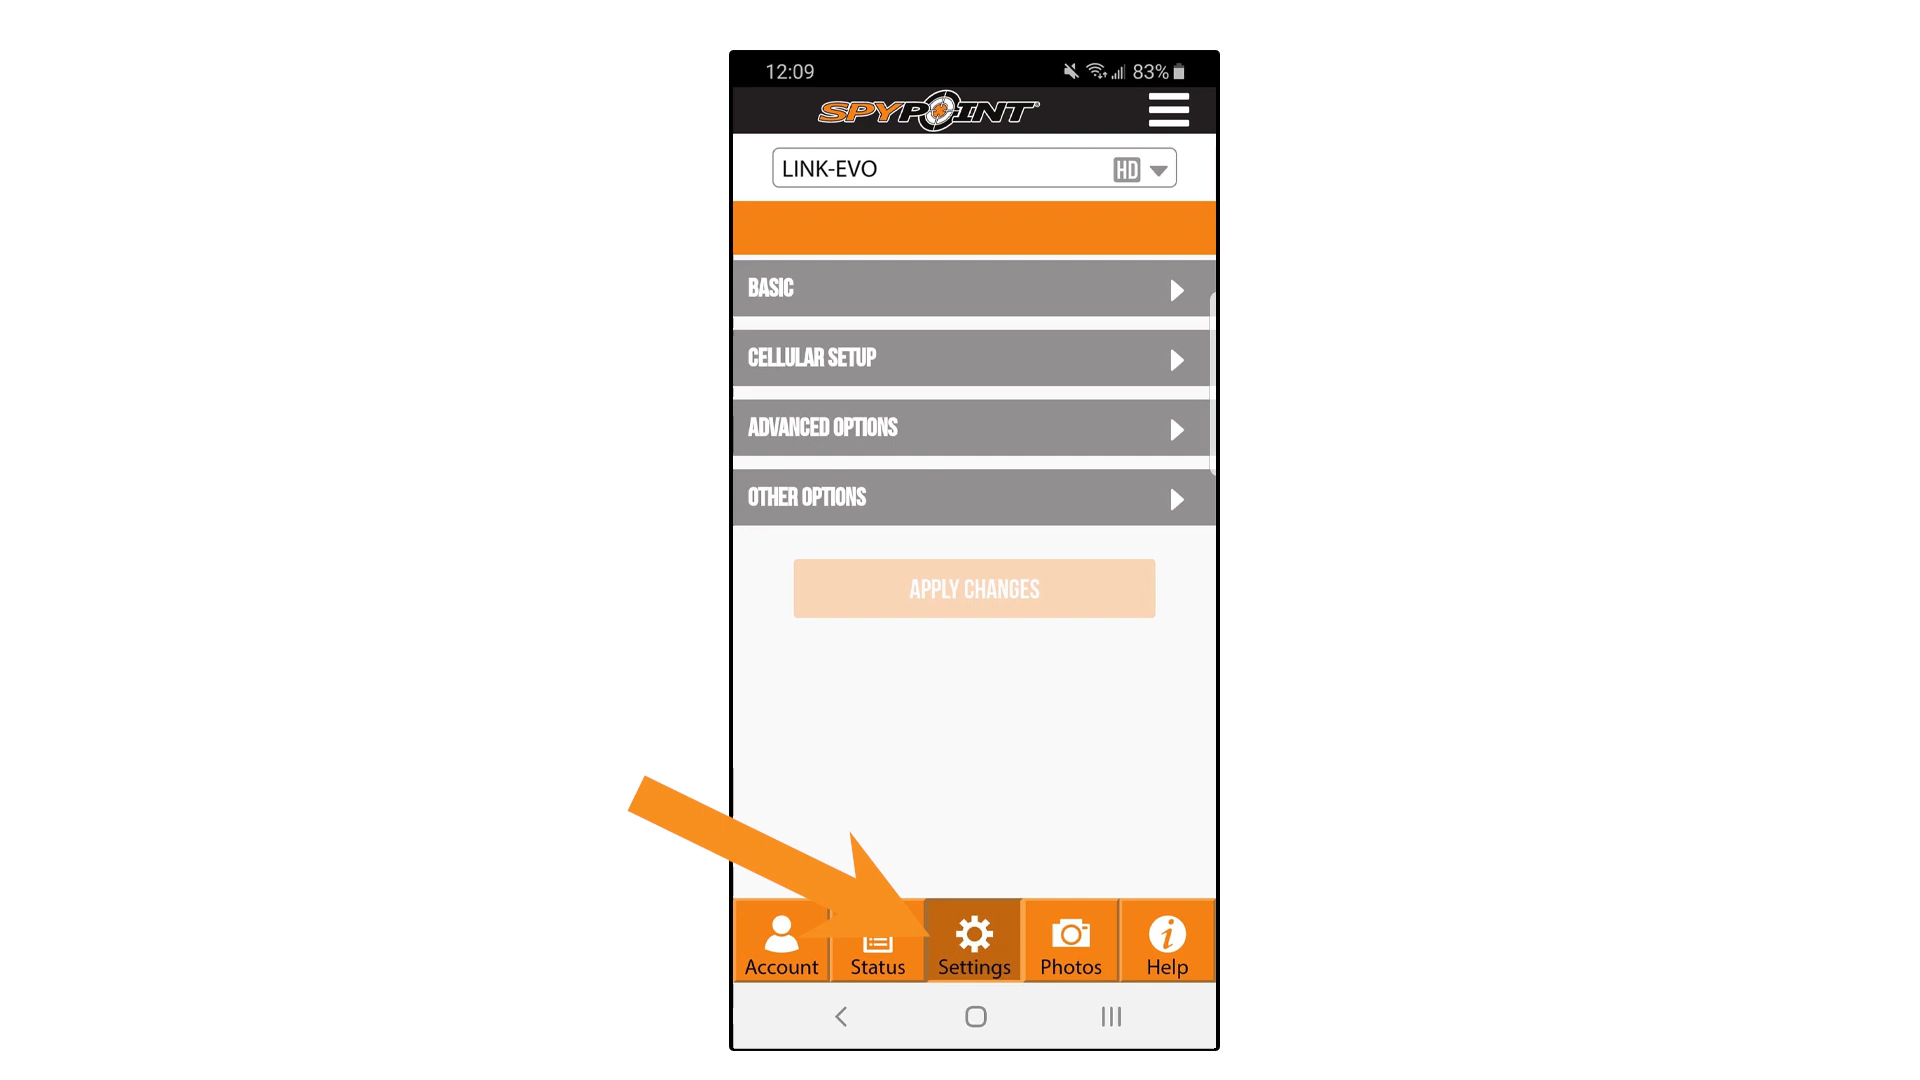 12:09 83%
SPYPOINT®
LINK-EVO HD
BASIC
CELLULAR SETUP
ADVANCED OPTIONS
OTHER OPTIONS
APPLY CHANGES
Account Status Settings Photos Help